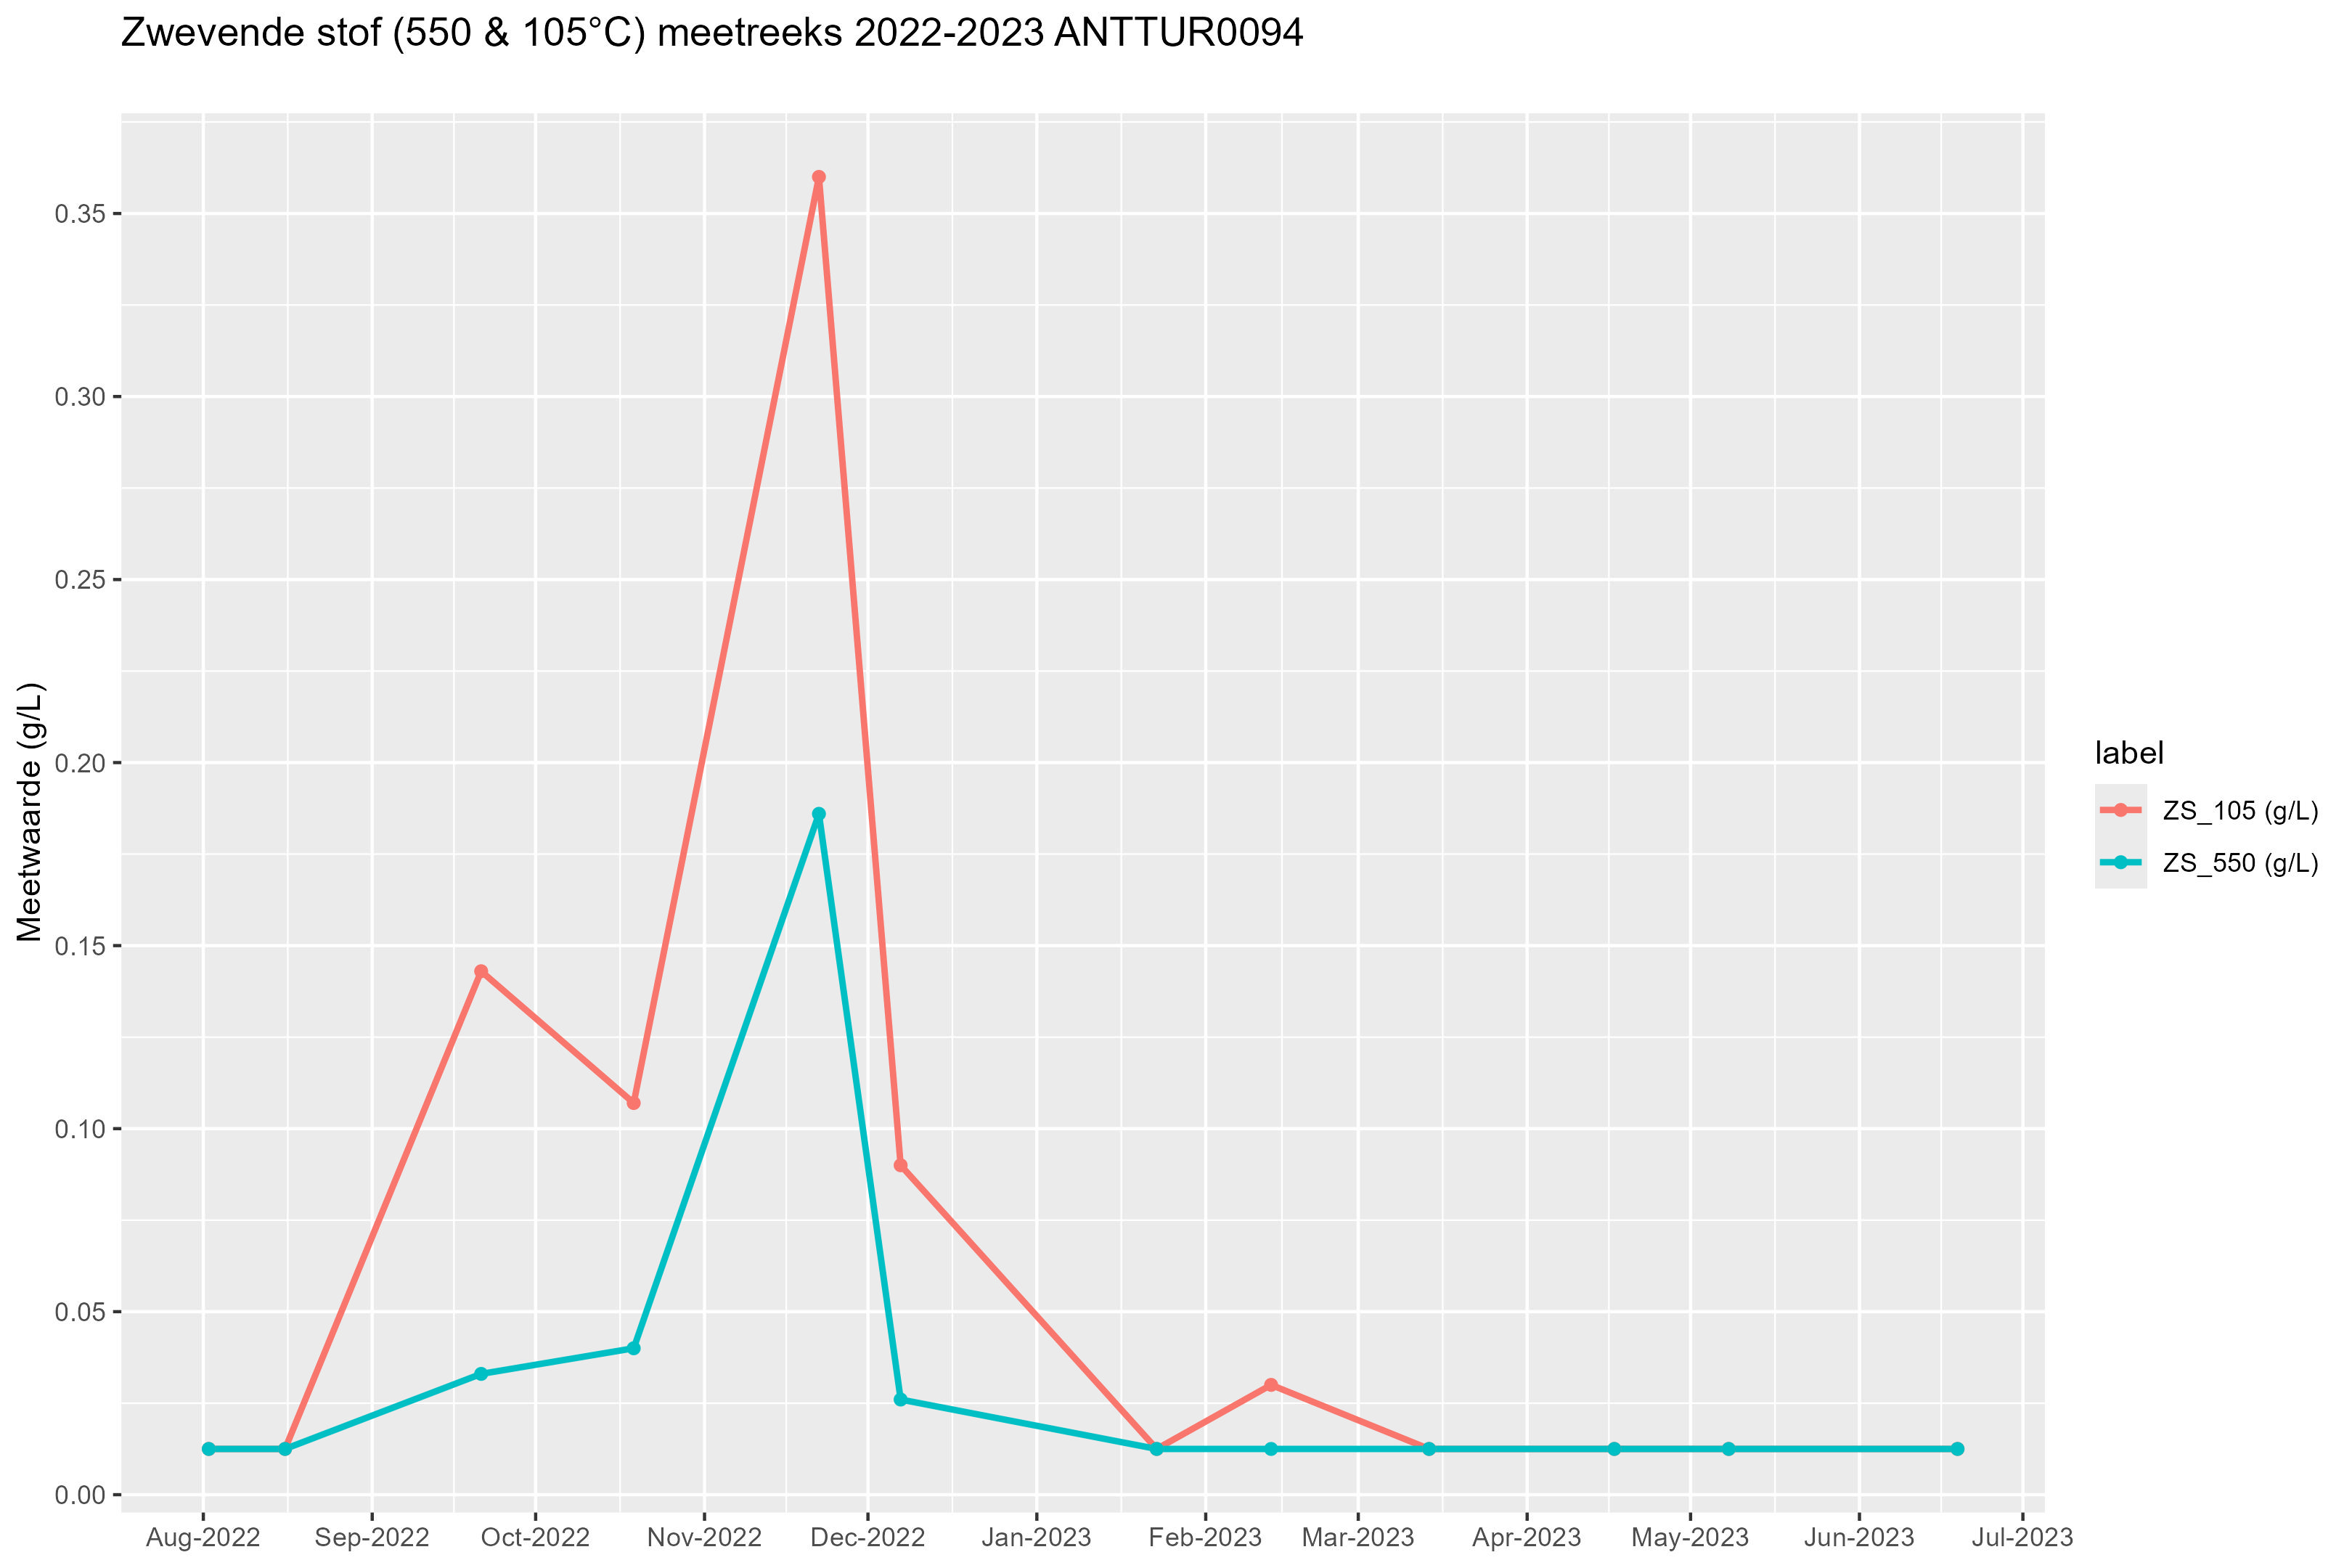 Zwevende stof (550 & 105°C) meetreeks 2022-2023 ANTTUR0094
Meetwaarde (g/L)
0.35
0.30
0.25
0.20
0.15
0.10
0.05
0.00
Aug-2022 Sep-2022 Oct-2022 Nov-2022 Dec-2022 Jan-2023 Feb-2023 Mar-2023 Apr-2023 May-2023 Jun-2023 Jul-2023
label
ZS_105 (g/L)
ZS_550 (g/L)